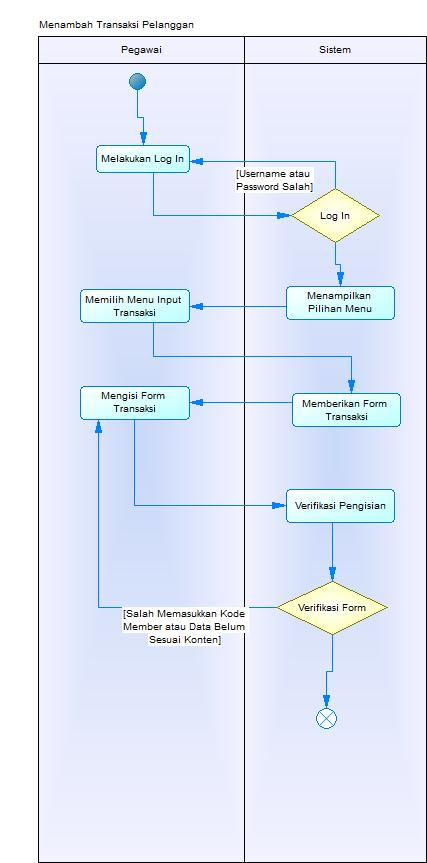 Menambah Transaksi Pelanggan
Pegawai
Sistem
Melakukan Log In
[Username atau
Password Salah]
Log In
Menampilkan
Pilihan Menu
Memilih Menu Input
Transaksi
Mengisi Form
Transaksi
Memberikan Form
Transaksi
Verifikasi Pengisian
Verifikasi Form
[Salah Memasukkan Kode
Member atau Data Belum
Sesuai Konten]